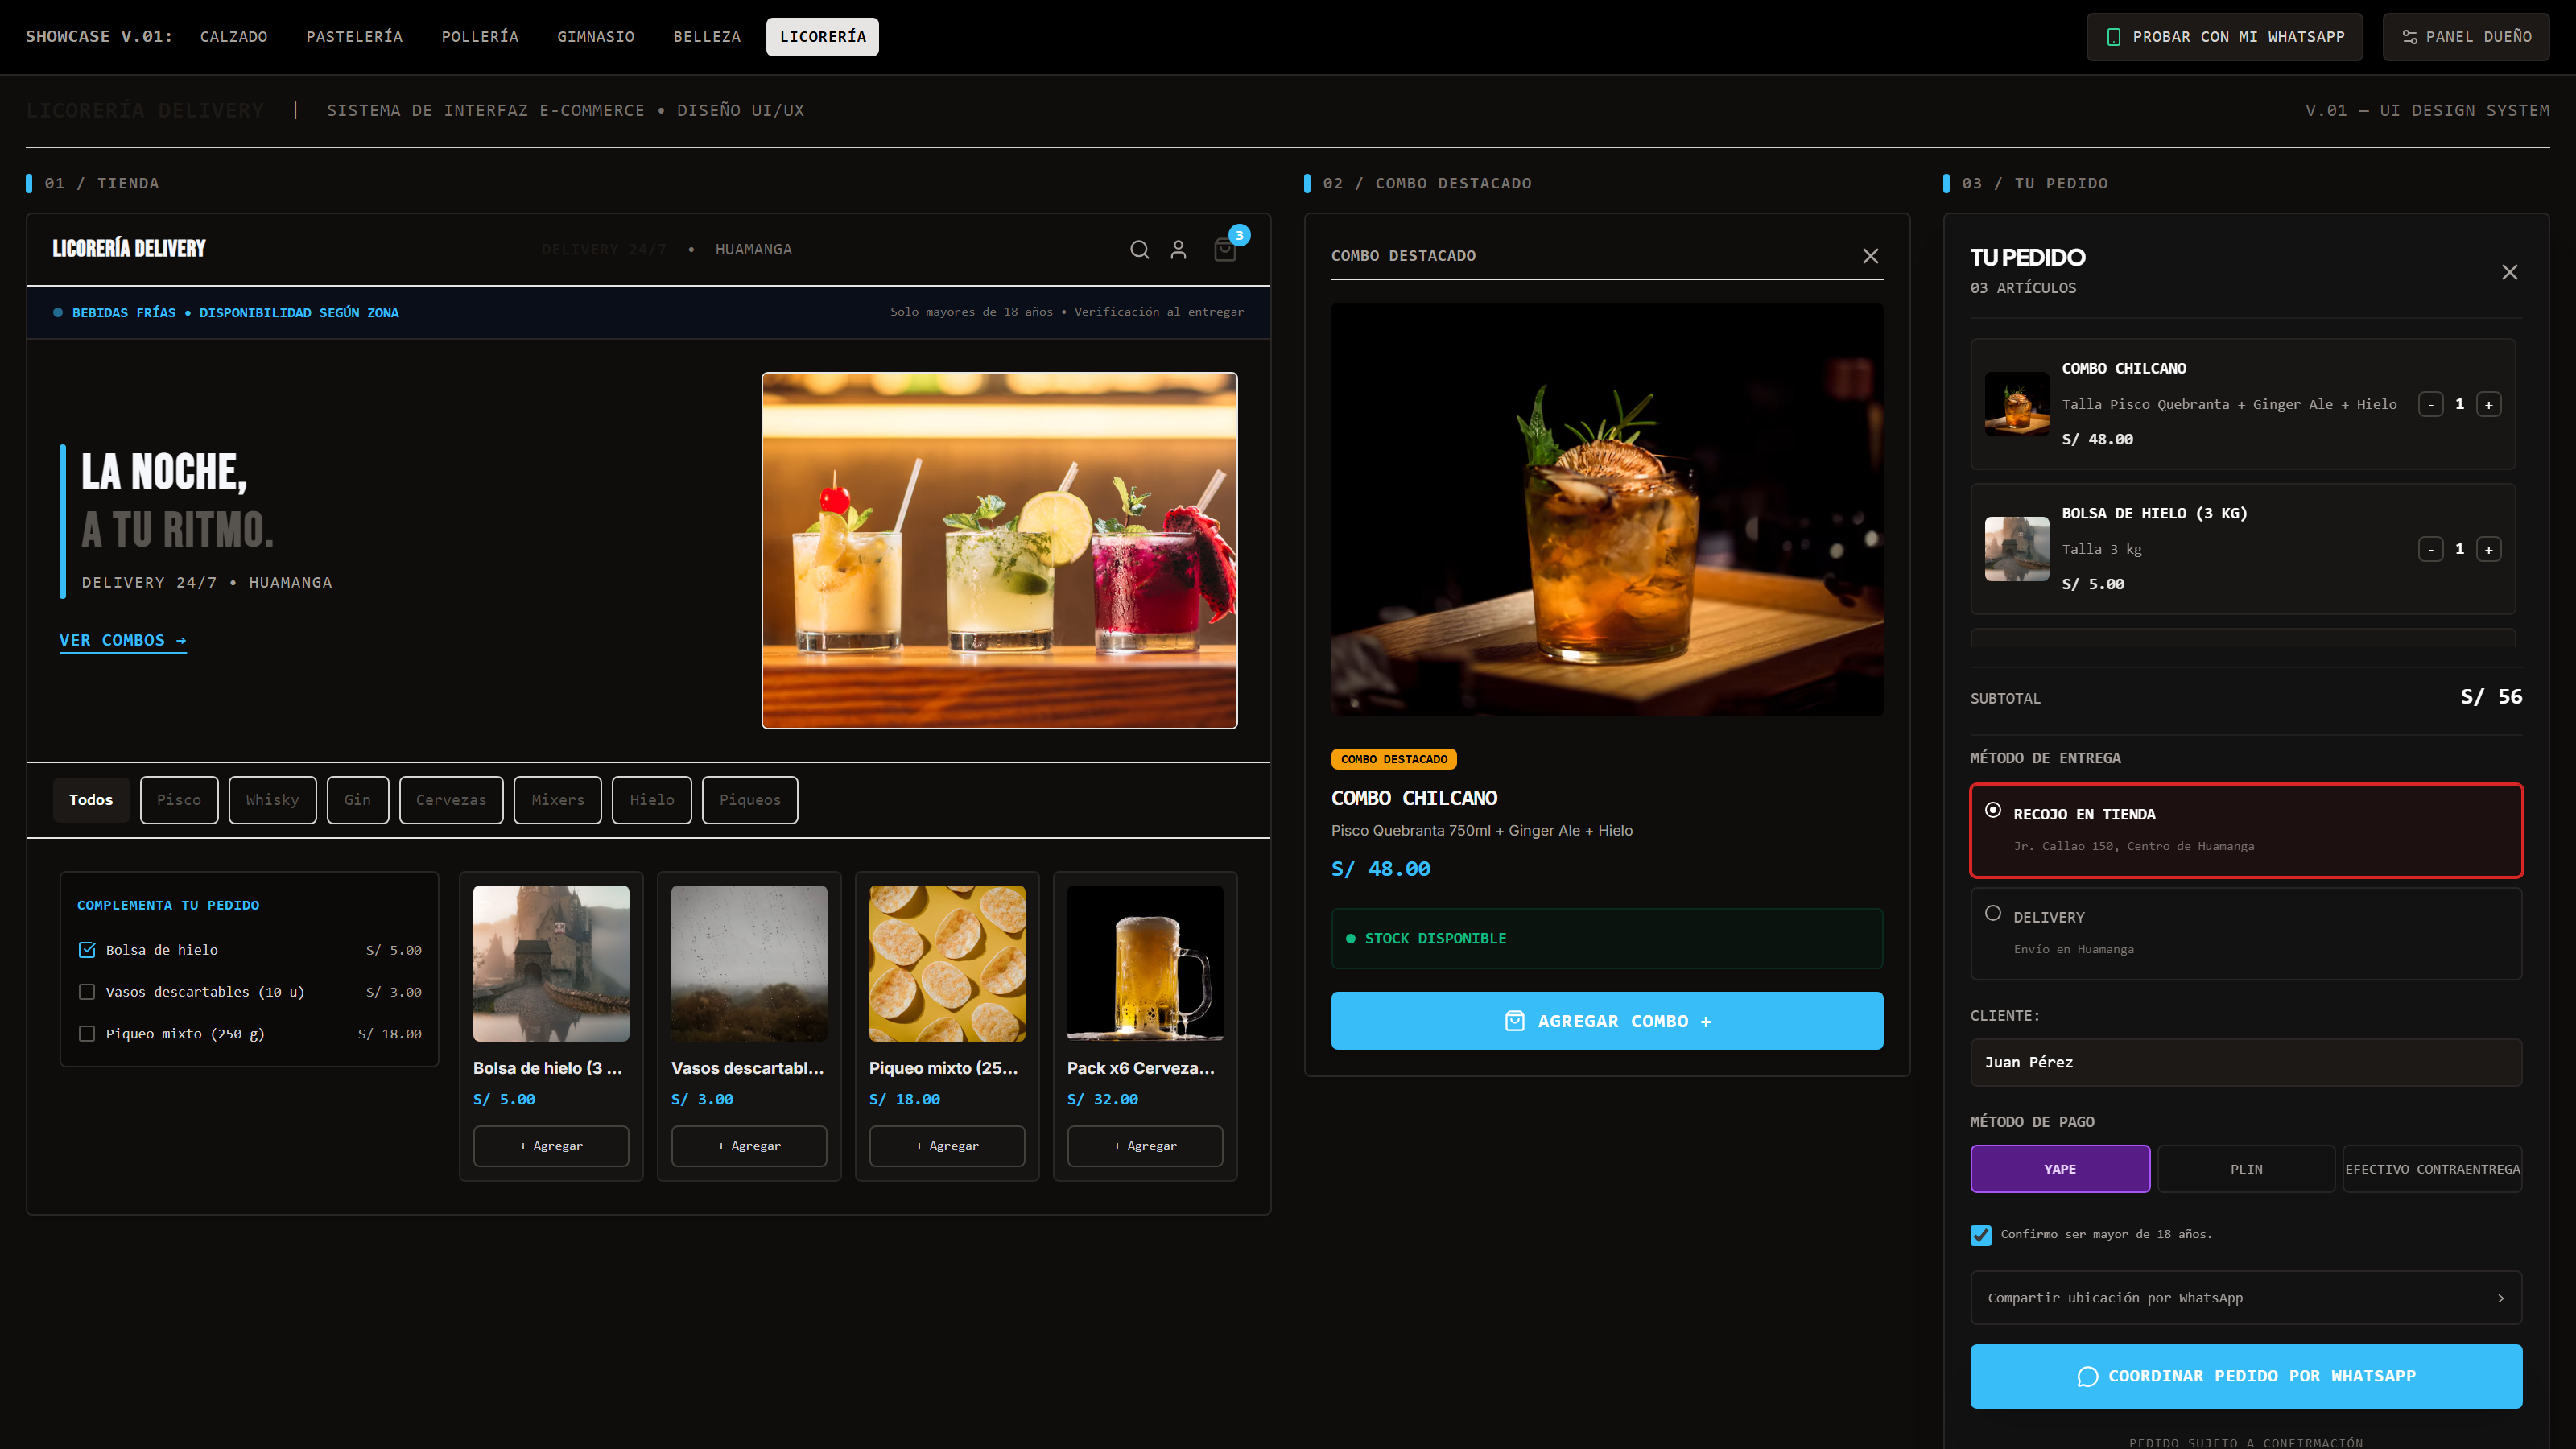 SHOWCASE V.01: CALZADO PASTELERÍA POLLERÍA GIMNASIO BELLEZA LICORERÍA PROBAR CON MI WHATSAPP PANEL DUEÑO
LICORERÍA DELIVERY | SISTEMA DE INTERFAZ E-COMMERCE • DISEÑO UI/UX V.01 — UI DESIGN SYSTEM
01 / TIENDA
LICORERÍA DELIVERY DELIVERY 24/7 • HUAMANGA 3
BEBIDAS FRÍAS • DISPONIBILIDAD SEGÚN ZONA Solo mayores de 18 años • Verificación al entregar
LA NOCHE,
A TU RITMO.
DELIVERY 24/7 • HUAMANGA
VER COMBOS →
Todos Pisco Whisky Gin Cervezas Mixers Hielo Piqueos
COMPLEMENTA TU PEDIDO
Bolsa de hielo S/ 5.00
Vasos descartables (10 u) S/ 3.00
Piqueo mixto (250 g) S/ 18.00
Bolsa de hielo (3 ...
S/ 5.00
+ Agregar
Vasos descartabl...
S/ 3.00
+ Agregar
Piqueo mixto (25...
S/ 18.00
+ Agregar
Pack x6 Cerveza...
S/ 32.00
+ Agregar
02 / COMBO DESTACADO
COMBO DESTACADO
COMBO DESTACADO
COMBO CHILCANO
Pisco Quebranta 750ml + Ginger Ale + Hielo
S/ 48.00
STOCK DISPONIBLE
AGREGAR COMBO +
03 / TU PEDIDO
TU PEDIDO
03 ARTÍCULOS
COMBO CHILCANO
Talla Pisco Quebranta + Ginger Ale + Hielo - 1 +
S/ 48.00
BOLSA DE HIELO (3 KG)
Talla 3 kg - 1 +
S/ 5.00
SUBTOTAL S/ 56
MÉTODO DE ENTREGA
RECOJO EN TIENDA
Jr. Callao 150, Centro de Huamanga
DELIVERY
Envío en Huamanga
CLIENTE:
Juan Pérez
MÉTODO DE PAGO
YAPE PLIN EFECTIVO CONTRAENTREGA
Confirmo ser mayor de 18 años.
Compartir ubicación por WhatsApp >
COORDINAR PEDIDO POR WHATSAPP
PEDIDO SUJETO A CONFIRMACIÓN